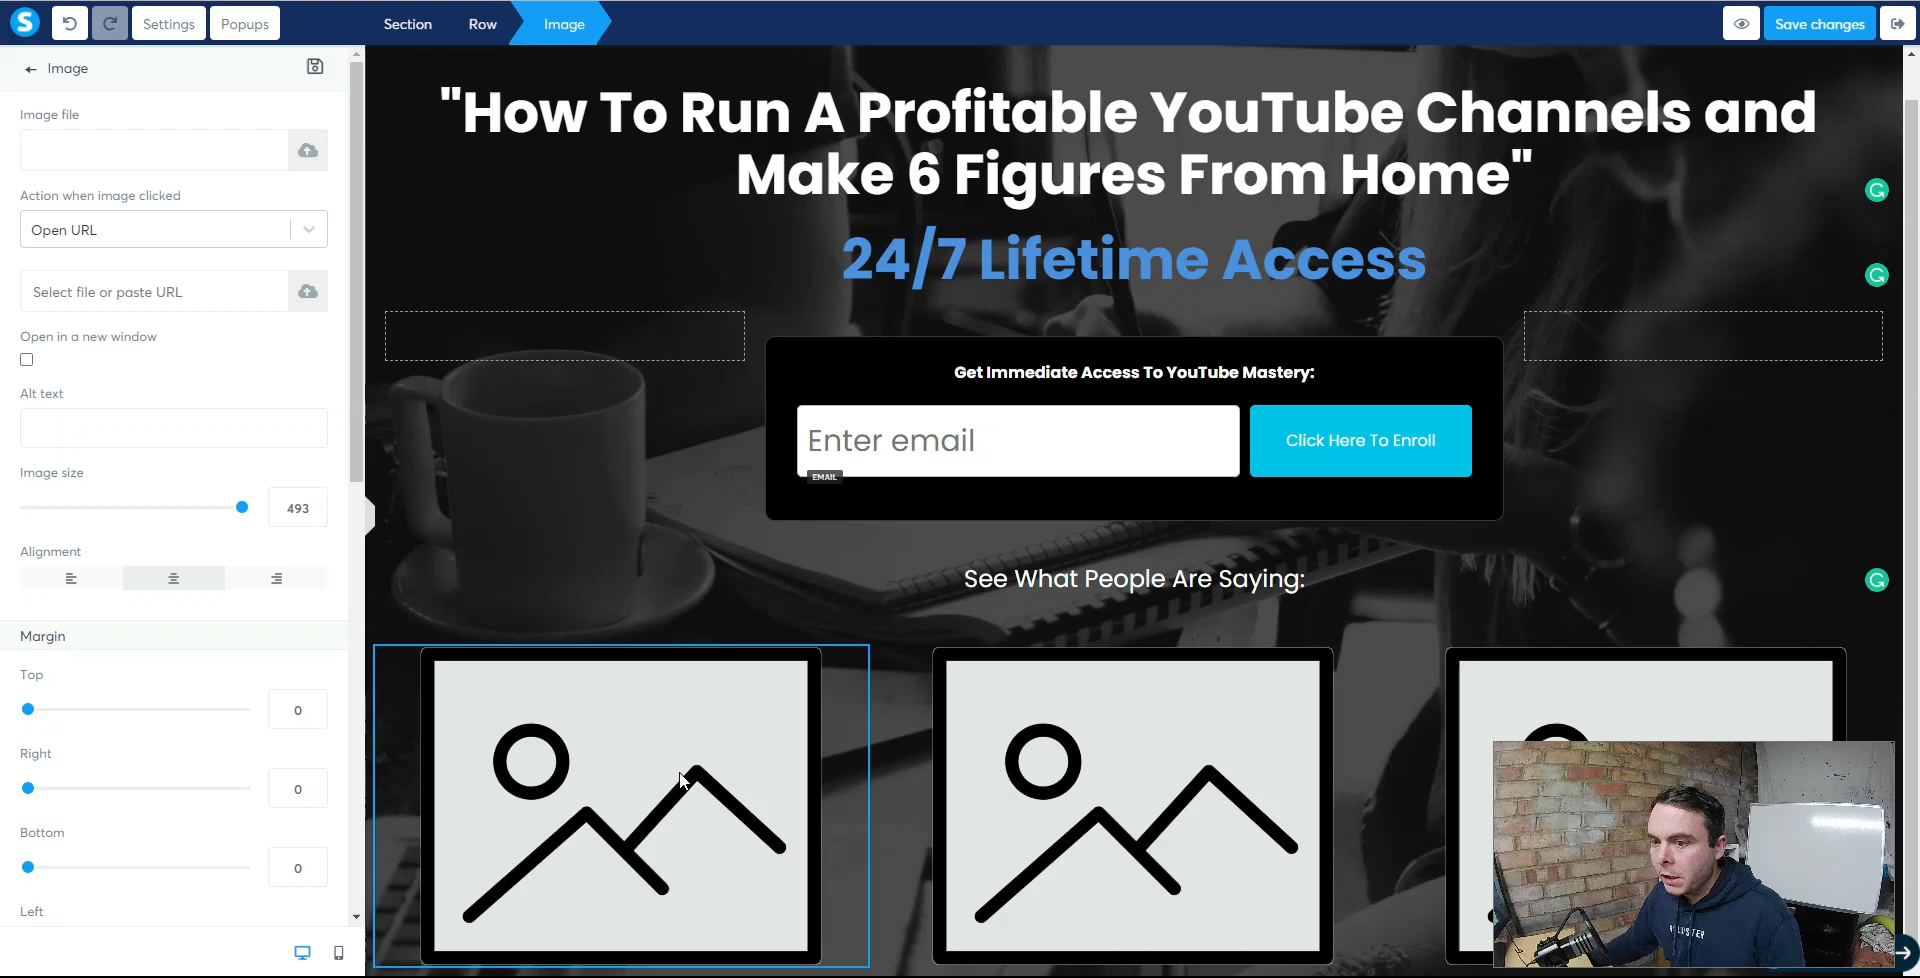 S
Settings
Popups
Section
Row
Image
Save changes
Image
Image file
Action when image clicked
Open URL
Select file or paste URL
Open in a new window
Alt text
Image size
493
Alignment
Margin
Top
0
Right
0
Bottom
0
Left
"How To Run A Profitable YouTube Channels and
Make 6 Figures From Home"
24/7 Lifetime Access
Get Immediate Access To YouTube Mastery:
Enter email
EMAIL
Click Here To Enroll
See What People Are Saying: